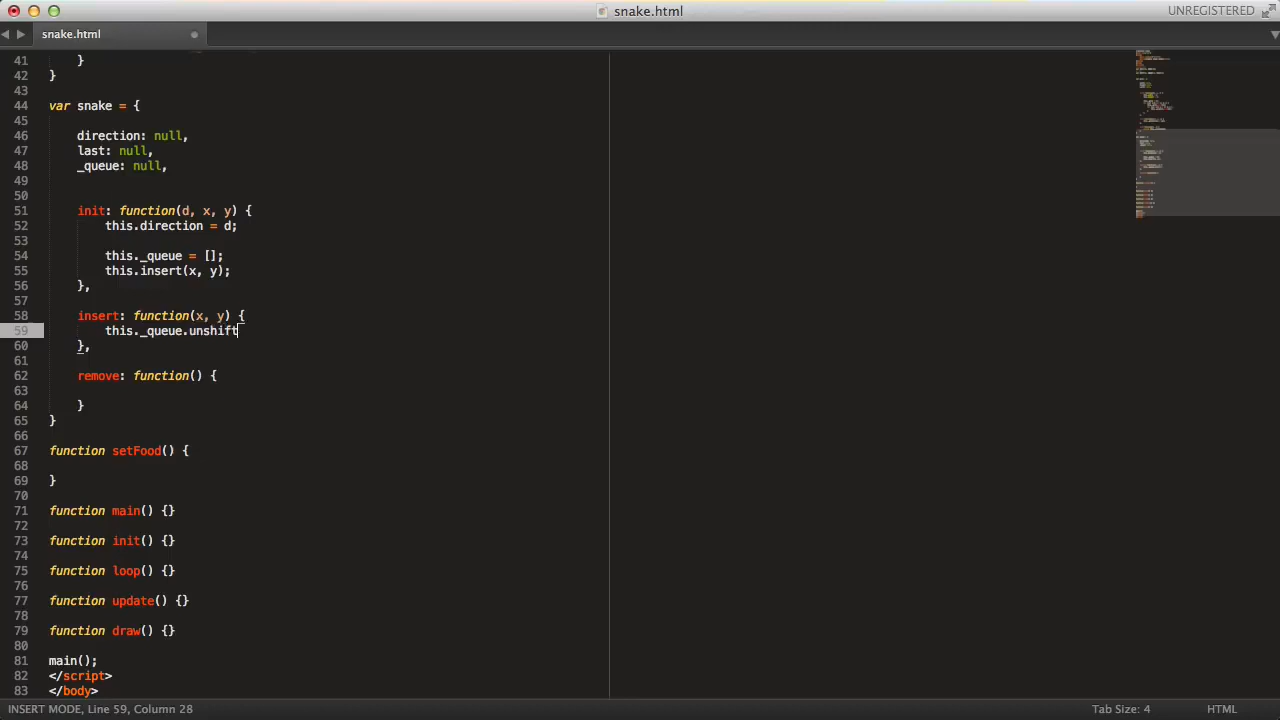 snake.html
UNREGISTERED
snake.html
41 }
42 }
43
44 var snake = {
45
46 direction: null,
47 last: null,
48 _queue: null,
49
50
51 init: function(d, x, y) {
52 this.direction = d;
53
54 this._queue = [];
55 this.insert(x, y);
56 },
57
58 insert: function(x, y) {
59 this._queue.unshift
60 },
61
62 remove: function() {
63
64 }
65 }
66
67 function setFood() {
68
69 }
70
71 function main() {}
72
73 function init() {}
74
75 function loop() {}
76
77 function update() {}
78
79 function draw() {}
80
81 main();
82 </script>
83 </body>
INSERT MODE, Line 59, Column 28
Tab Size: 4
HTML